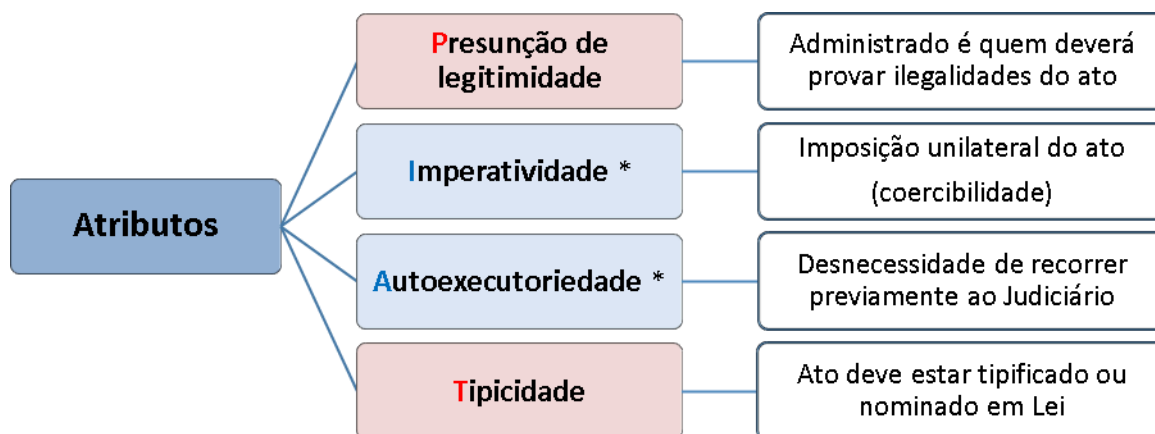 Atributos
Presunção de
legitimidade
Administrado é quem deverá
provar ilegalidades do ato
Imperatividade *
Imposição unilateral do ato
(coercibilidade)
Autoexecutoriedade *
Desnecessidade de recorrer
previamente ao Judiciário
Tipicidade
Ato deve estar tipificado ou
nominado em Lei